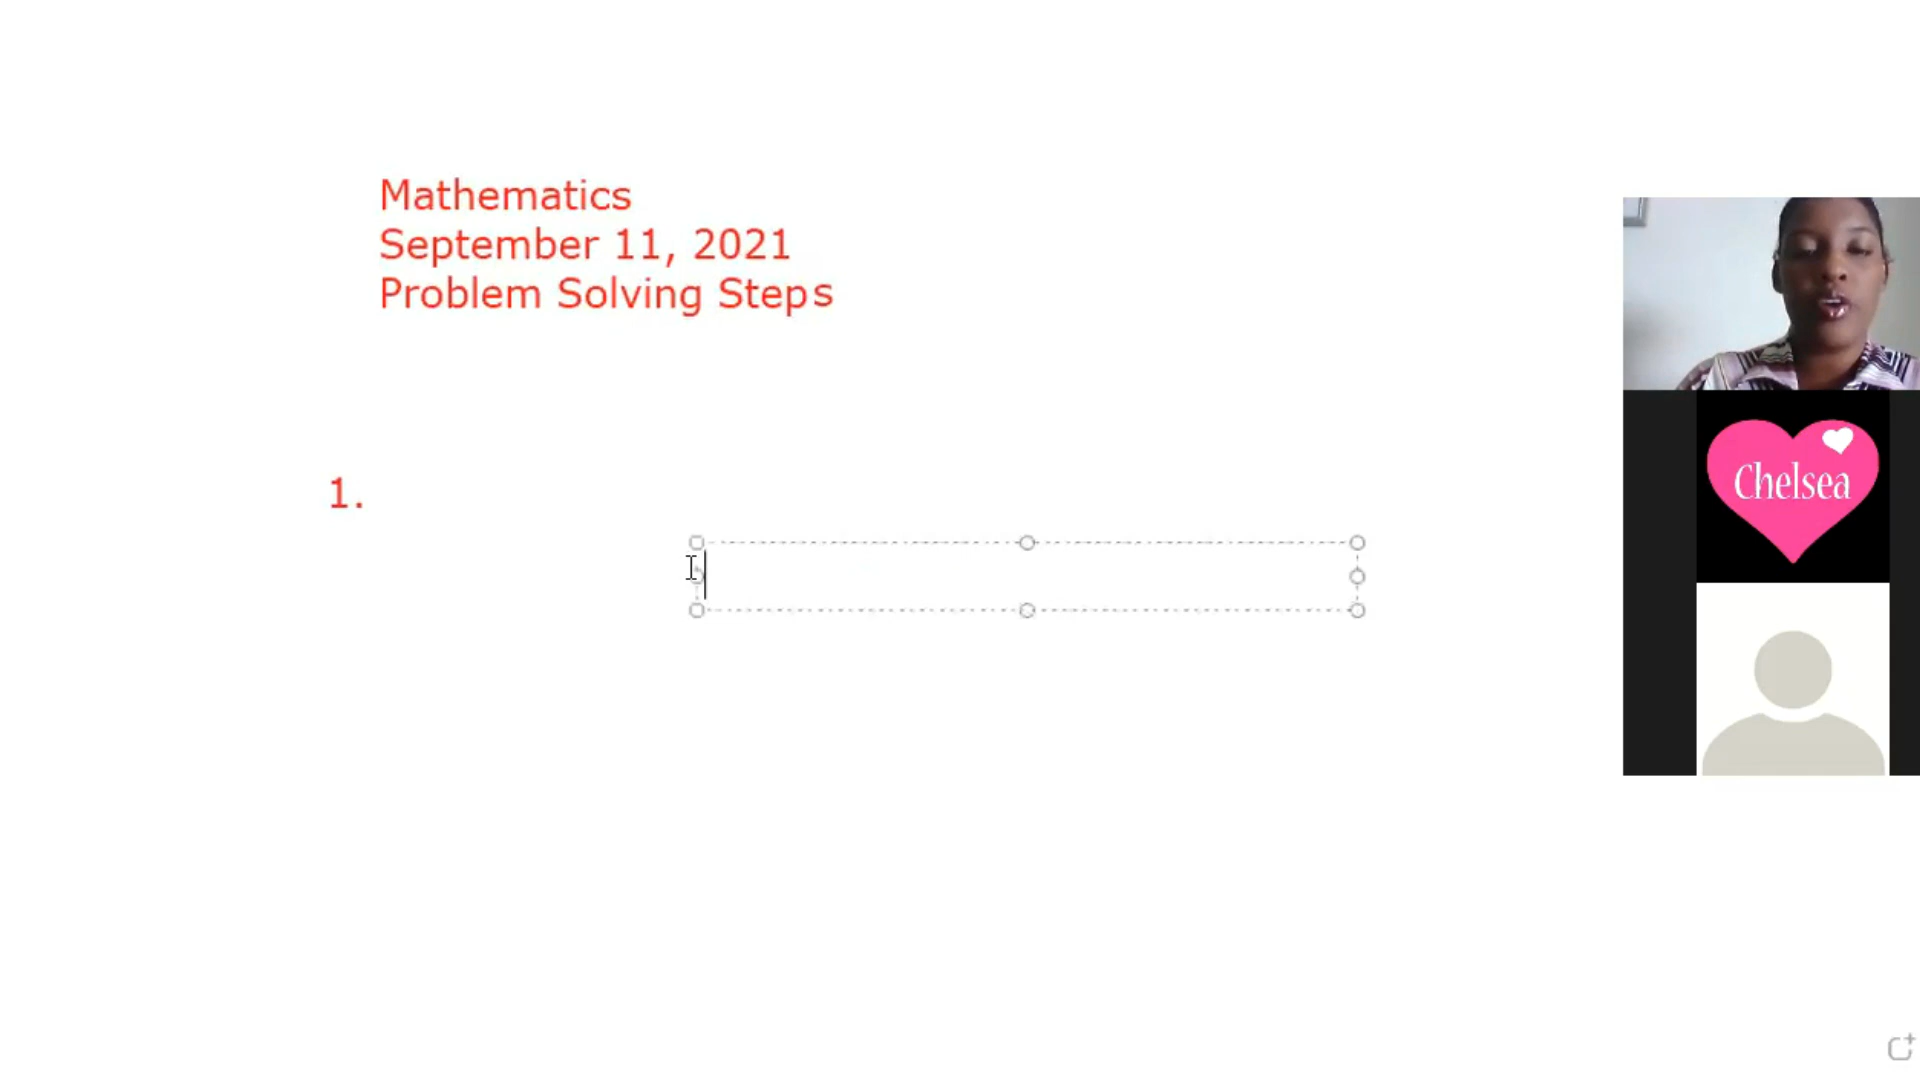 Mathematics
September 11, 2021
Problem Solving Steps
1.
Chelsea